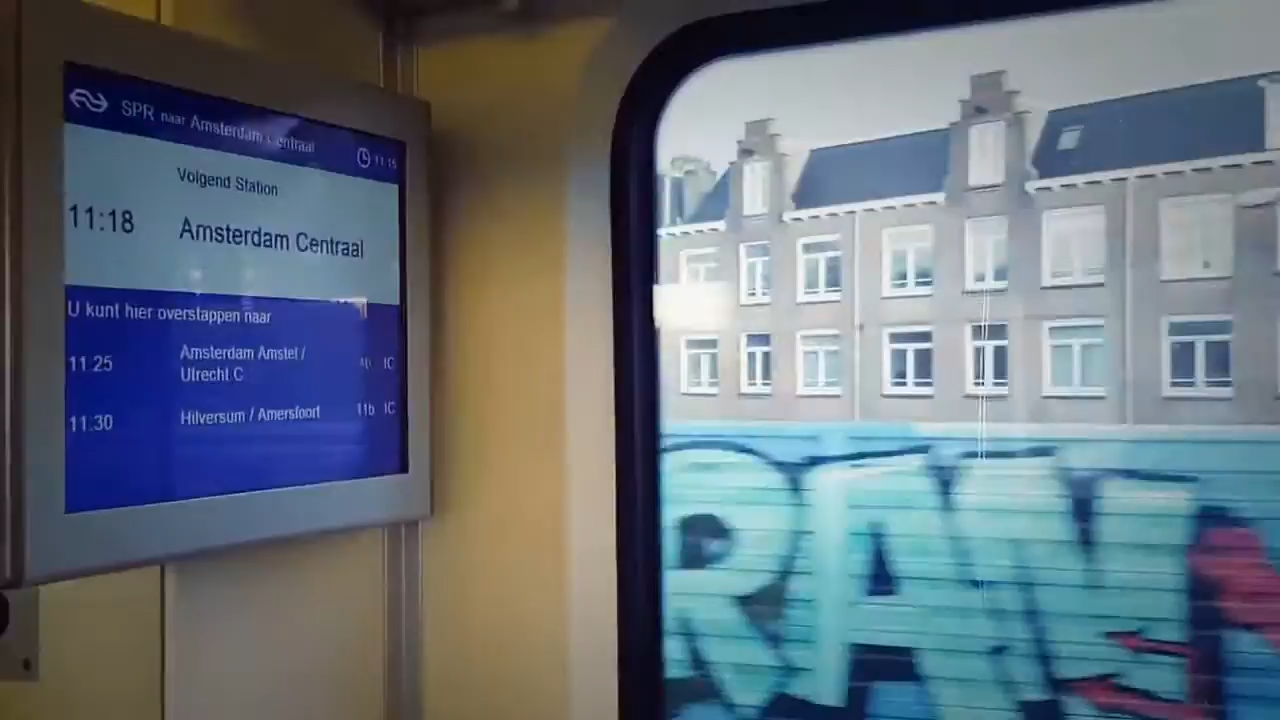 SPR naar Amsterdam Centraal
11:15
Volgend Station
11:18 Amsterdam Centraal
U kunt hier overstappen naar
11.25 Amsterdam Amstel / IC
Utrecht C
11.30 Hilversum / Amersfoort 11b IC